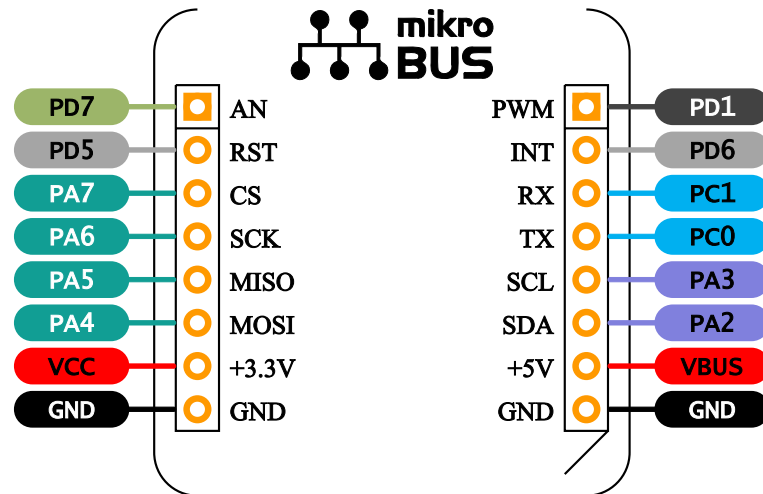 mikro
BUS
PD7 AN PWM PD1
PD5 RST INT PD6
PA7 CS RX PC1
PA6 SCK TX PC0
PA5 MISO SCL PA3
PA4 MOSI SDA PA2
VCC +3.3V +5V VBUS
GND GND GND GND